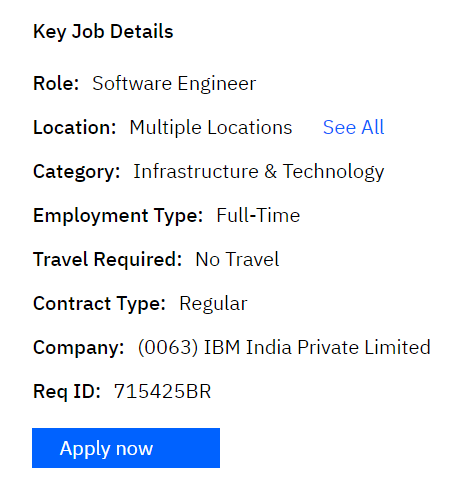 Key Job Details
Role: Software Engineer
Location: Multiple Locations See All
Category: Infrastructure & Technology
Employment Type: Full-Time
Travel Required: No Travel
Contract Type: Regular
Company: (0063) IBM India Private Limited
Req ID: 715425BR
Apply now